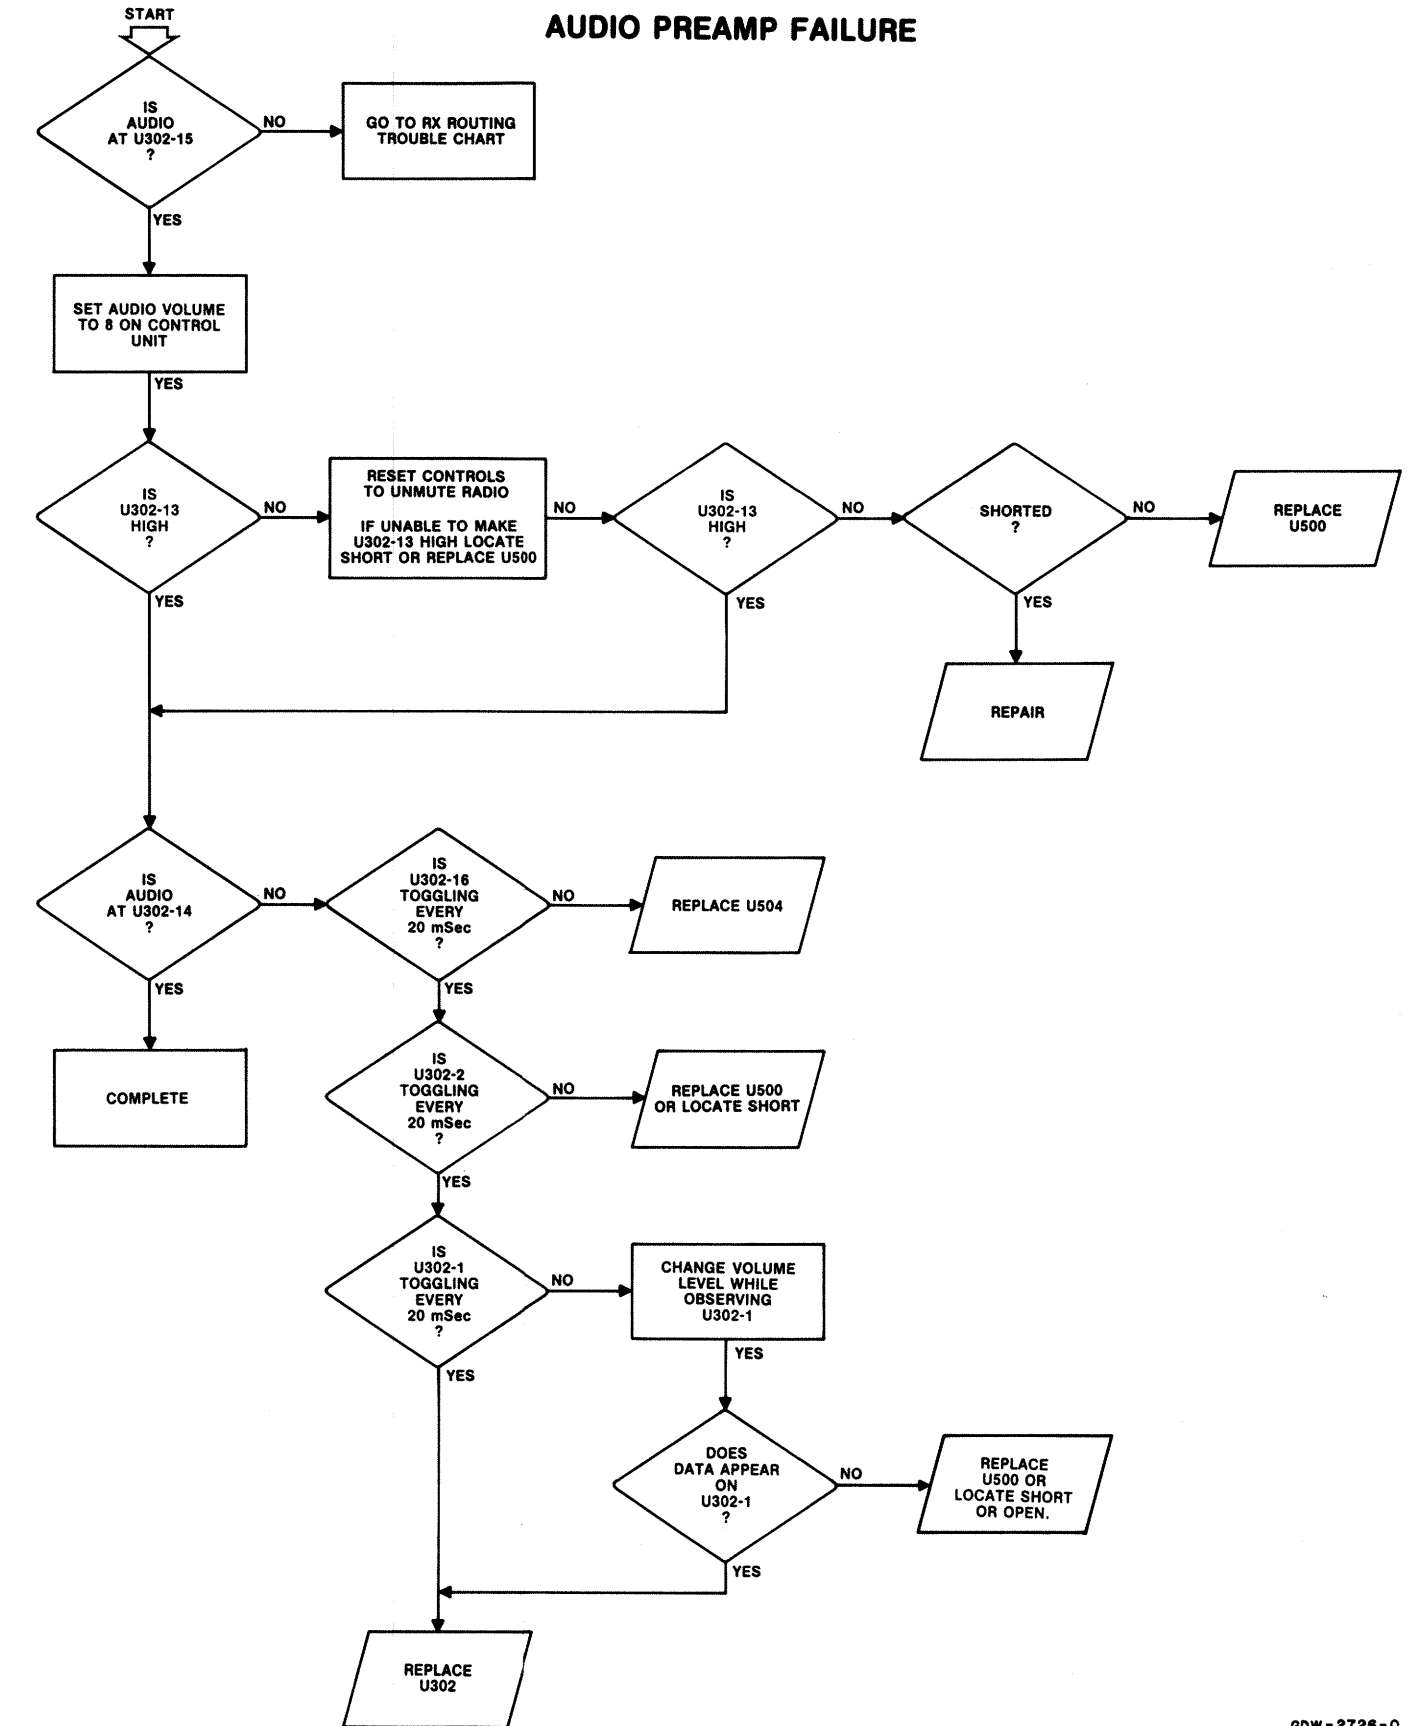 AUDIO PREAMP FAILURE
START
IS
AUDIO
AT U302-15
?
NO
GO TO RX ROUTING
TROUBLE CHART
YES
SET AUDIO VOLUME
TO 8 ON CONTROL
UNIT
YES
IS
U302-13
HIGH
?
NO
RESET CONTROLS
TO UNMUTE RADIO
IF UNABLE TO MAKE
U302-13 HIGH LOCATE
SHORT OR REPLACE U500
NO
IS
U302-13
HIGH
?
NO
SHORTED
?
NO
REPLACE
U500
YES
YES
YES
REPAIR
IS
AUDIO
AT U302-14
?
NO
IS
U302-16
TOGGLING
EVERY
20 mSec
?
NO
REPLACE U504
YES
YES
COMPLETE
IS
U302-2
TOGGLING
EVERY
20 mSec
?
NO
REPLACE U500
OR LOCATE SHORT
YES
IS
U302-1
TOGGLING
EVERY
20 mSec
?
NO
CHANGE VOLUME
LEVEL WHILE
OBSERVING
U302-1
YES
YES
DOES
DATA APPEAR
ON
U302-1
?
NO
REPLACE
U500 OR
LOCATE SHORT
OR OPEN.
YES
REPLACE
U302